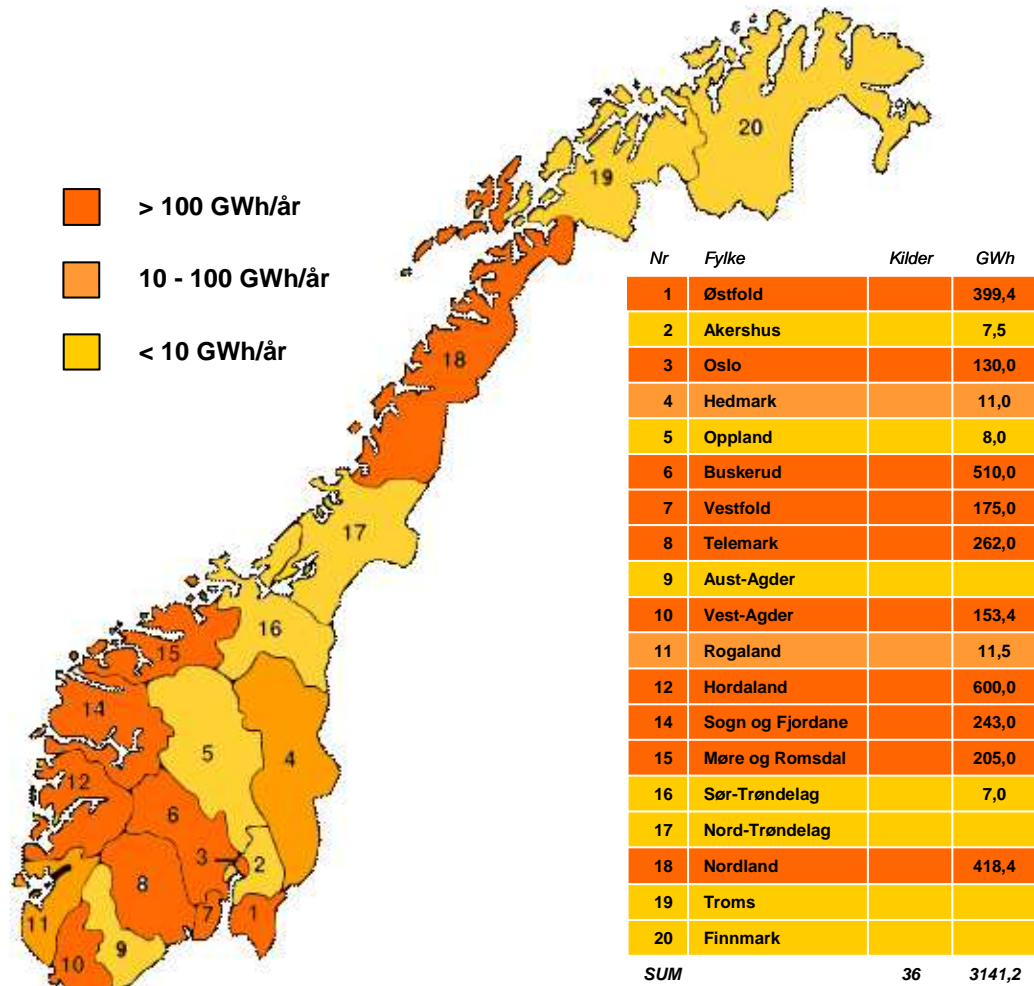 > 100 GWh/år
10 - 100 GWh/år
< 10 GWh/år
20
19
18
17
16
15
14
5
4
12
6
3
2
8
7
1
11
9
10
Nr Fylke Kilder GWh
1 Østfold 399,4
2 Akershus 7,5
3 Oslo 130,0
4 Hedmark 11,0
5 Oppland 8,0
6 Buskerud 510,0
7 Vestfold 175,0
8 Telemark 262,0
9 Aust-Agder
10 Vest-Agder 153,4
11 Rogaland 11,5
12 Hordaland 600,0
14 Sogn og Fjordane 243,0
15 Møre og Romsdal 205,0
16 Sør-Trøndelag 7,0
17 Nord-Trøndelag
18 Nordland 418,4
19 Troms
20 Finnmark
SUM 36 3141,2